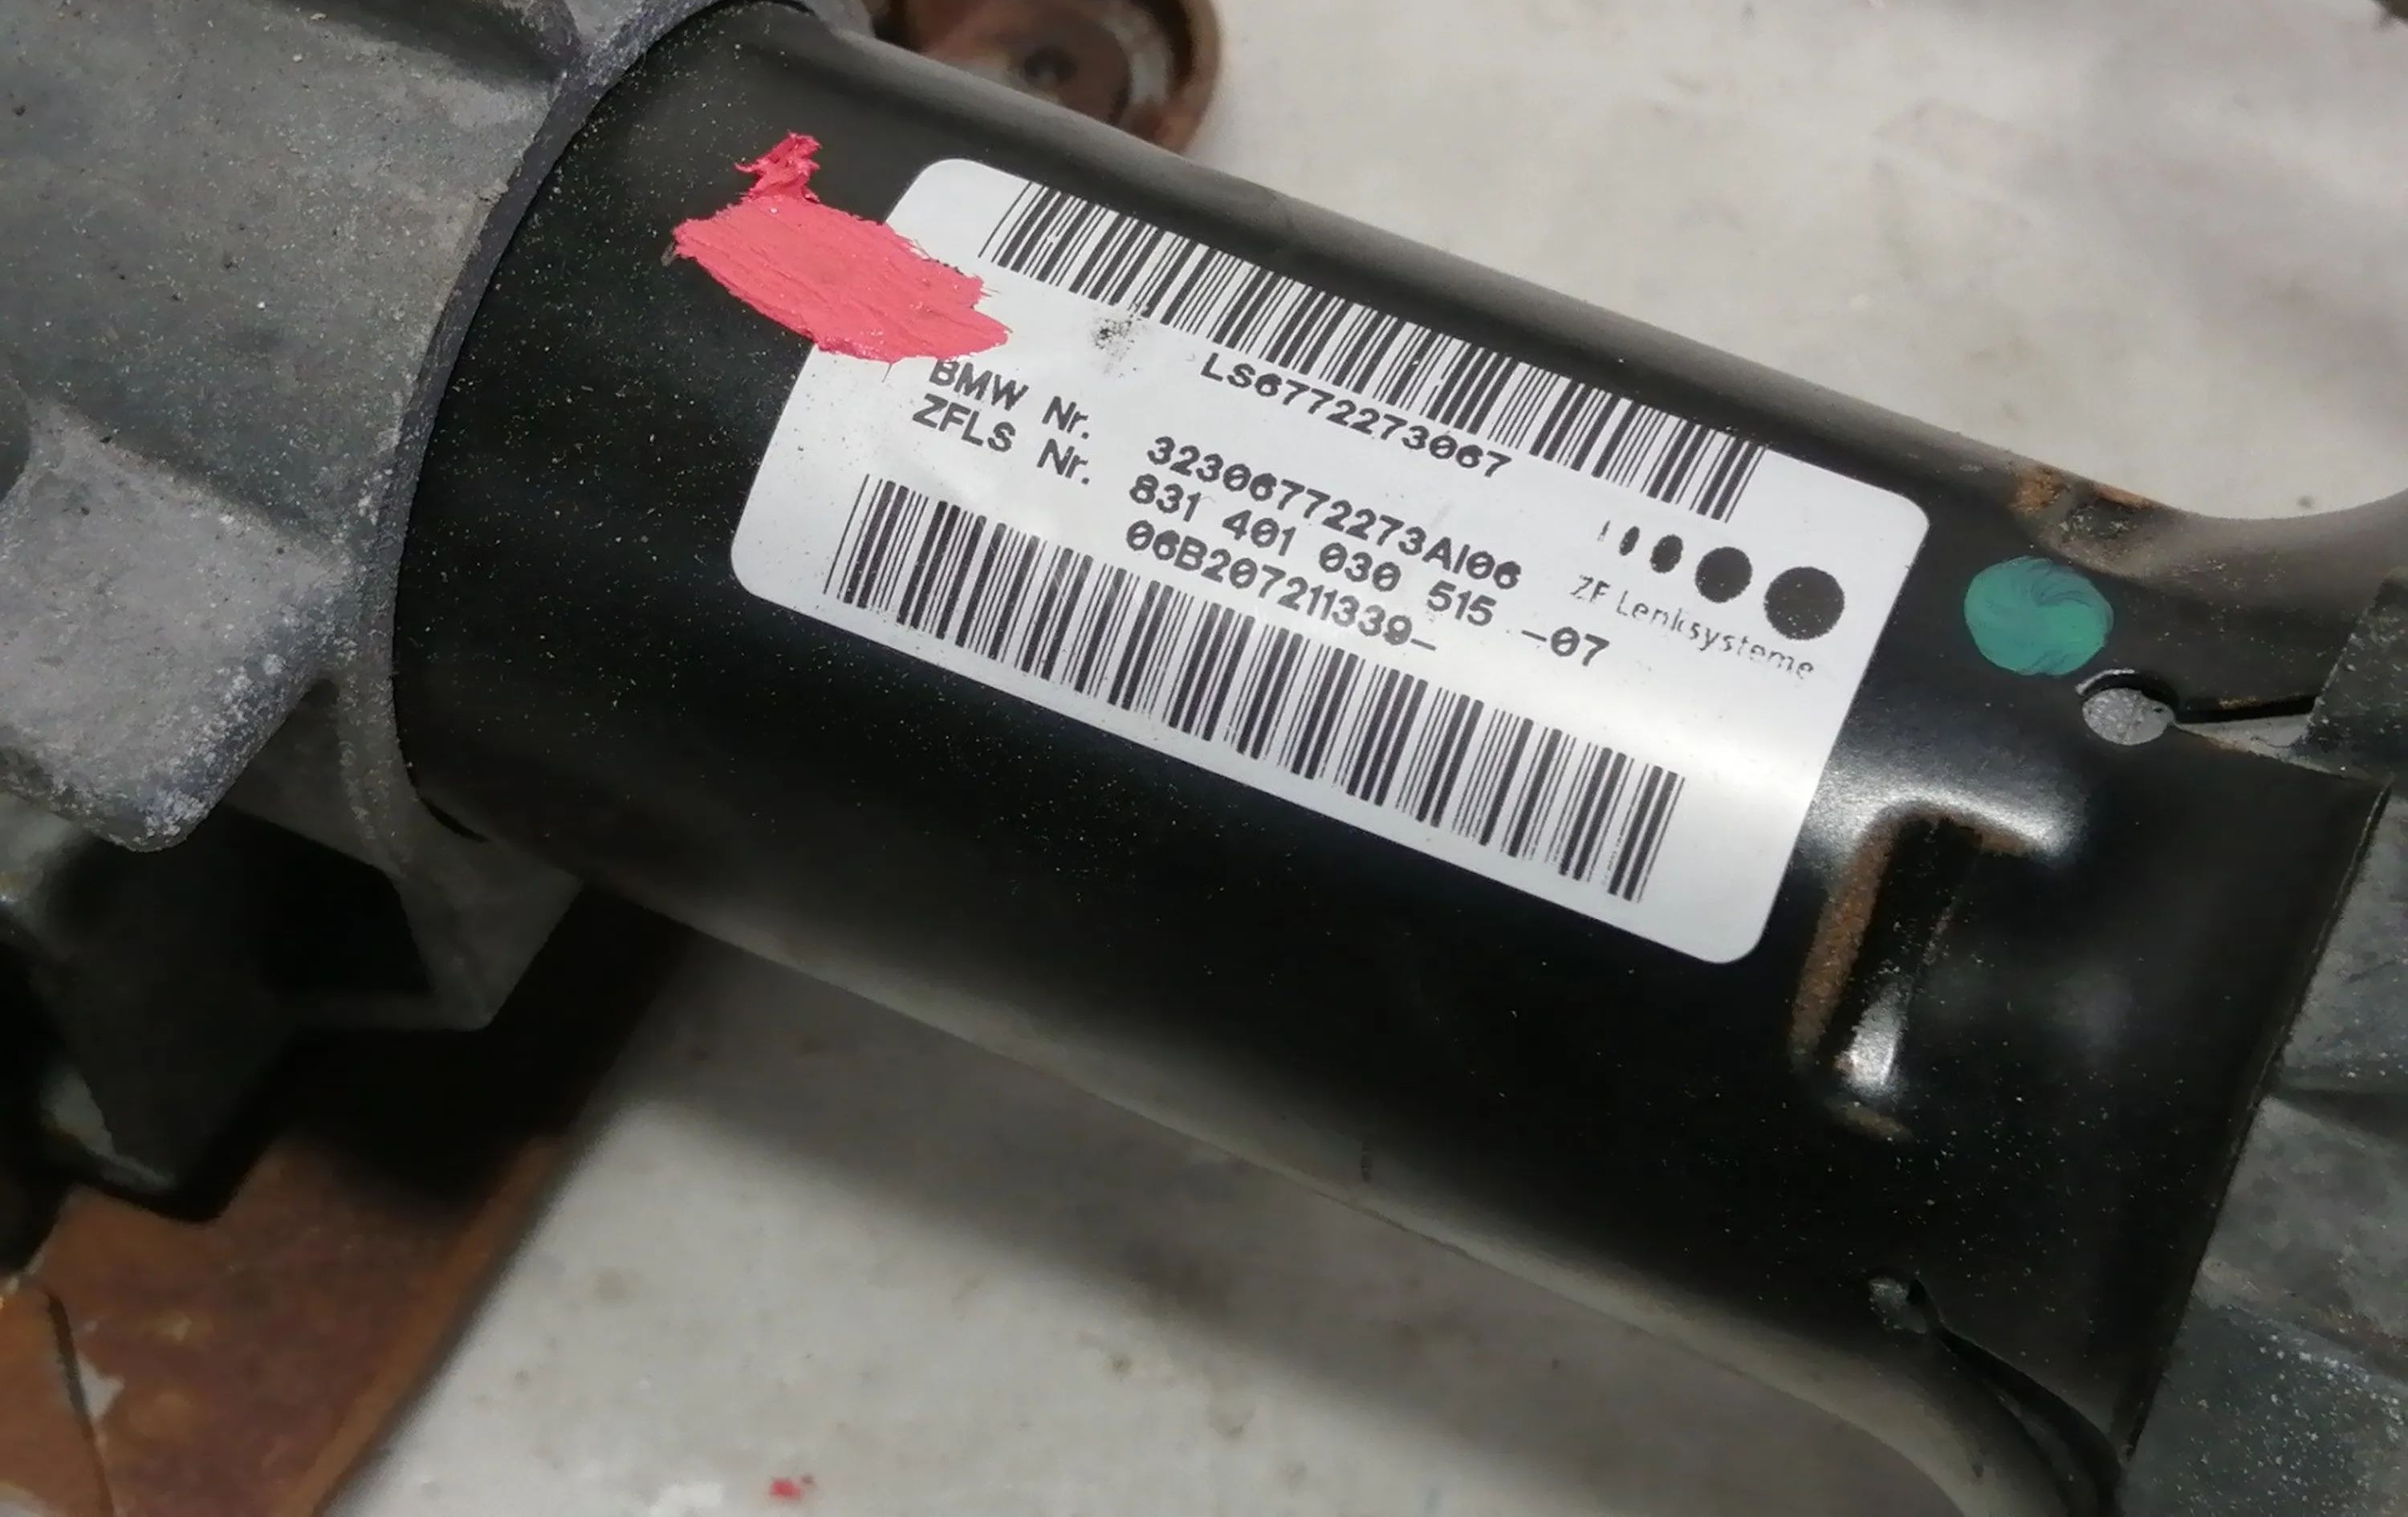 LS6772273067
BMW Nr. 32306772273AI06
ZFLS Nr. 831 401 030 515 -07
06B207211339-
ZF Lenksysteme